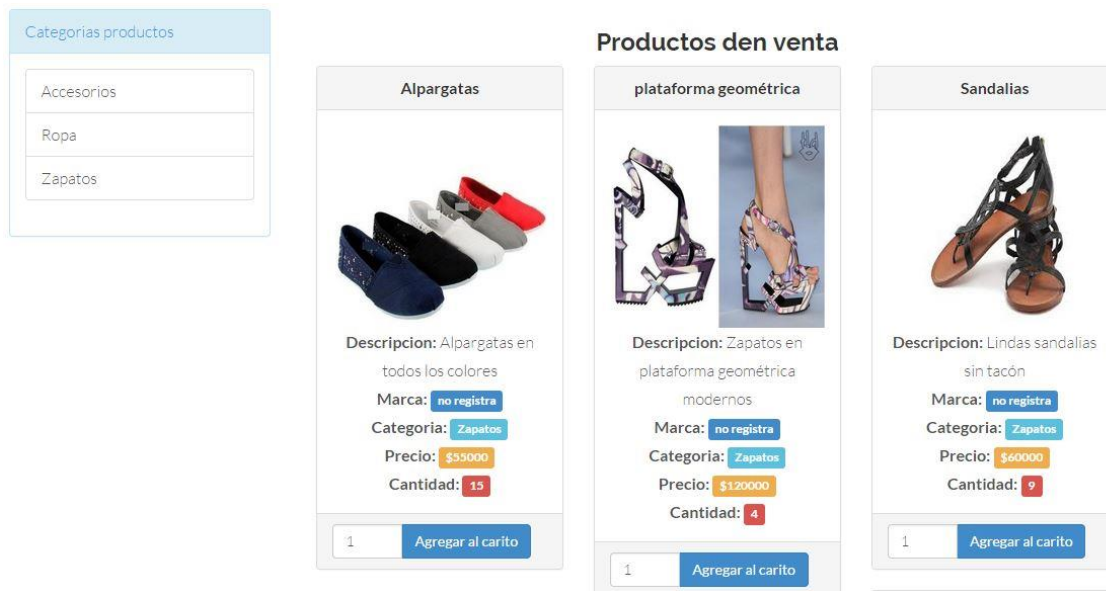 Categorias productos
Accesorios
Ropa
Zapatos
Productos den venta
Alpargatas
Descripcion: Alpargatas en
todos los colores
Marca: no registra
Categoria: Zapatos
Precio: $55000
Cantidad: 15
1 Agregar al carito
plataforma geométrica
Descripcion: Zapatos en
plataforma geométrica
modernos
Marca: no registra
Categoria: Zapatos
Precio: $120000
Cantidad: 4
1 Agregar al carito
Sandalias
Descripcion: Lindas sandalias
sin tacón
Marca: no registra
Categoria: Zapatos
Precio: $60000
Cantidad: 9
1 Agregar al carito